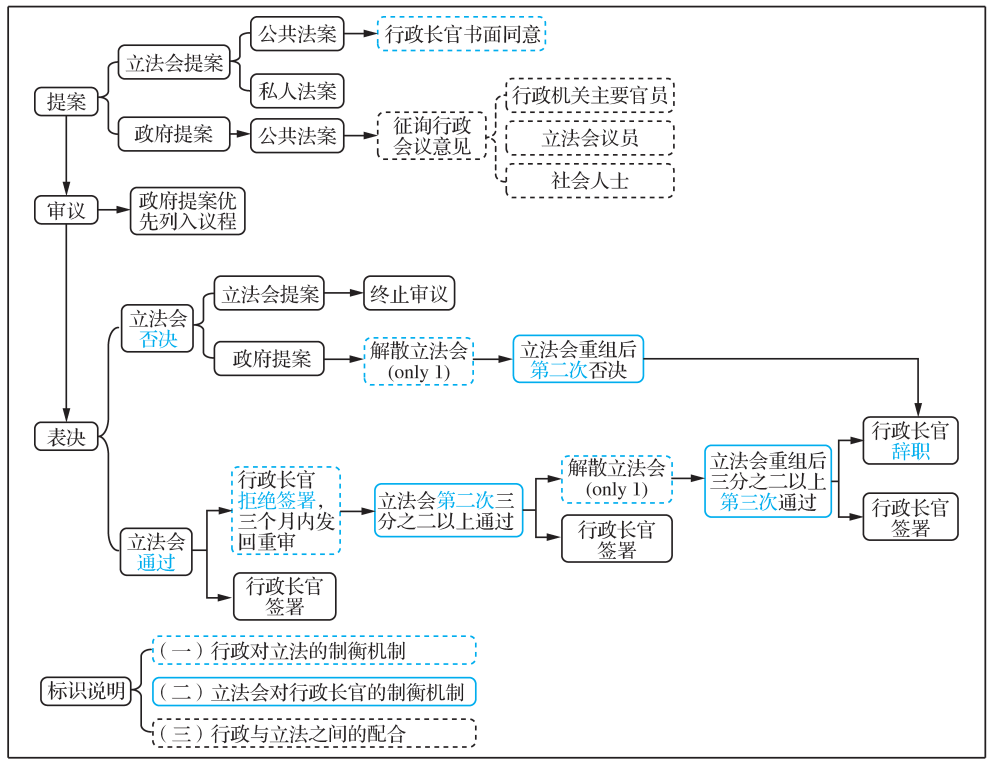 公共法案
行政长官书面同意
立法会提案
私人法案
提案
行政机关主要官员
政府提案
公共法案
征询行政
会议意见
立法会议员
社会人士
审议
政府提案优
先列入议程
立法会提案
终止审议
立法会
否决
政府提案
解散立法会
(only 1)
立法会重组后
第二次否决
表决
行政长官
辞职
行政长官
拒绝签署,
三个月内发
回重审
立法会第二次三
分之二以上通过
解散立法会
(only 1)
立法会重组后
三分之二以上
第三次通过
行政长官
签署
立法会
通过
行政长官
签署
行政长官
签署
标识说明
（一）行政对立法的制衡机制
（二）立法会对行政长官的制衡机制
（三）行政与立法之间的配合